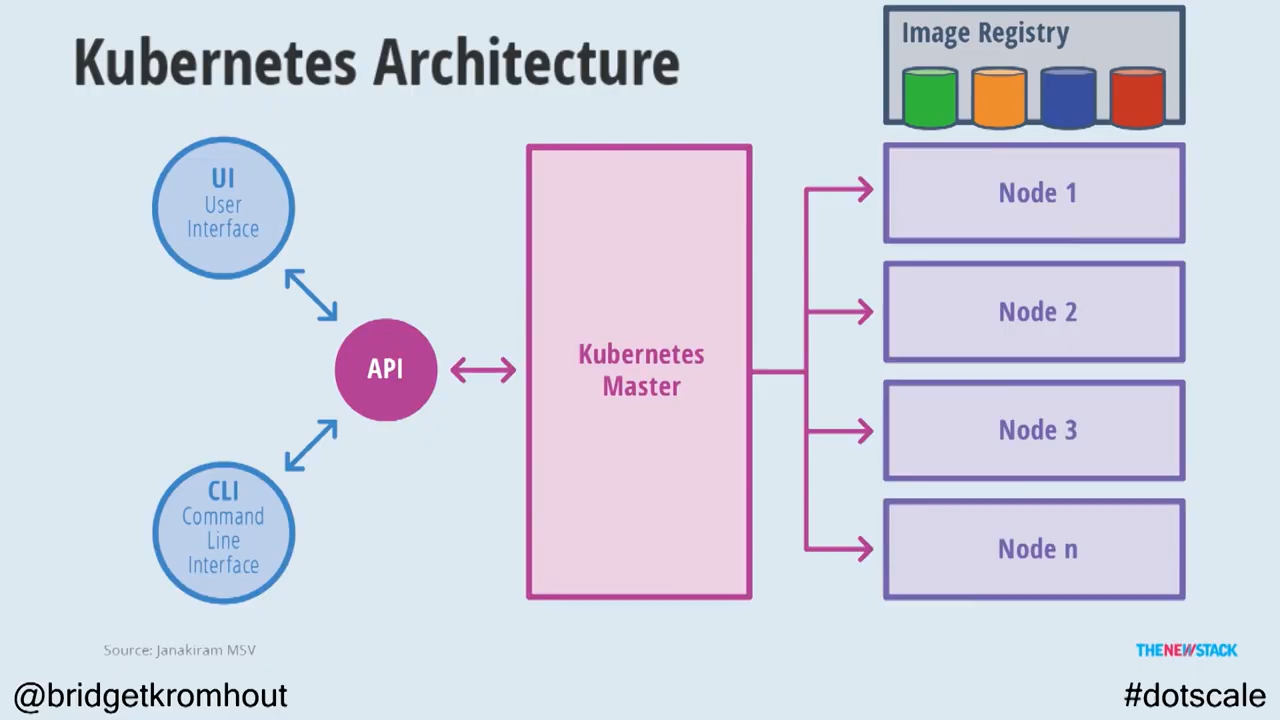 Kubernetes Architecture
Image Registry
UI
User
Interface
API
CLI
Command
Line
Interface
Kubernetes
Master
Node 1
Node 2
Node 3
Node n
Source: Janakiram MSV
THENEWSTACK
@bridgetkromhout
#dotscale